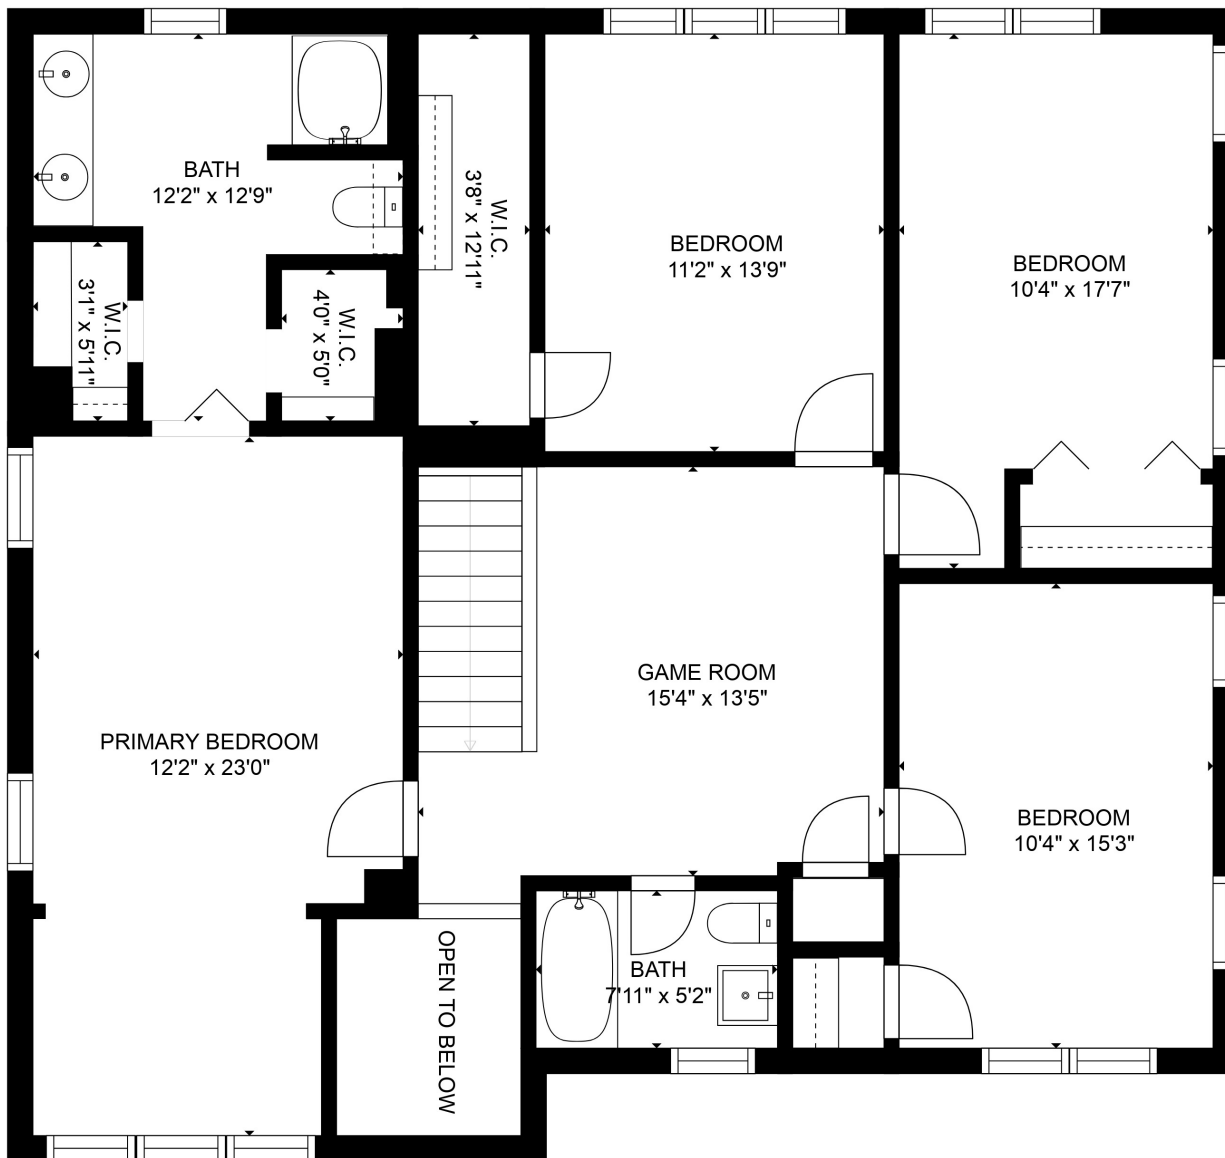 BATH
12'2" x 12'9"
W.I.C.
3'8" x 12'11"
BEDROOM
11'2" x 13'9"
BEDROOM
10'4" x 17'7"
W.I.C.
3'1" x 5'11"
W.I.C.
4'0" x 5'0"
GAME ROOM
15'4" x 13'5"
PRIMARY BEDROOM
12'2" x 23'0"
BEDROOM
10'4" x 15'3"
OPEN TO BELOW
BATH
7'11" x 5'2"